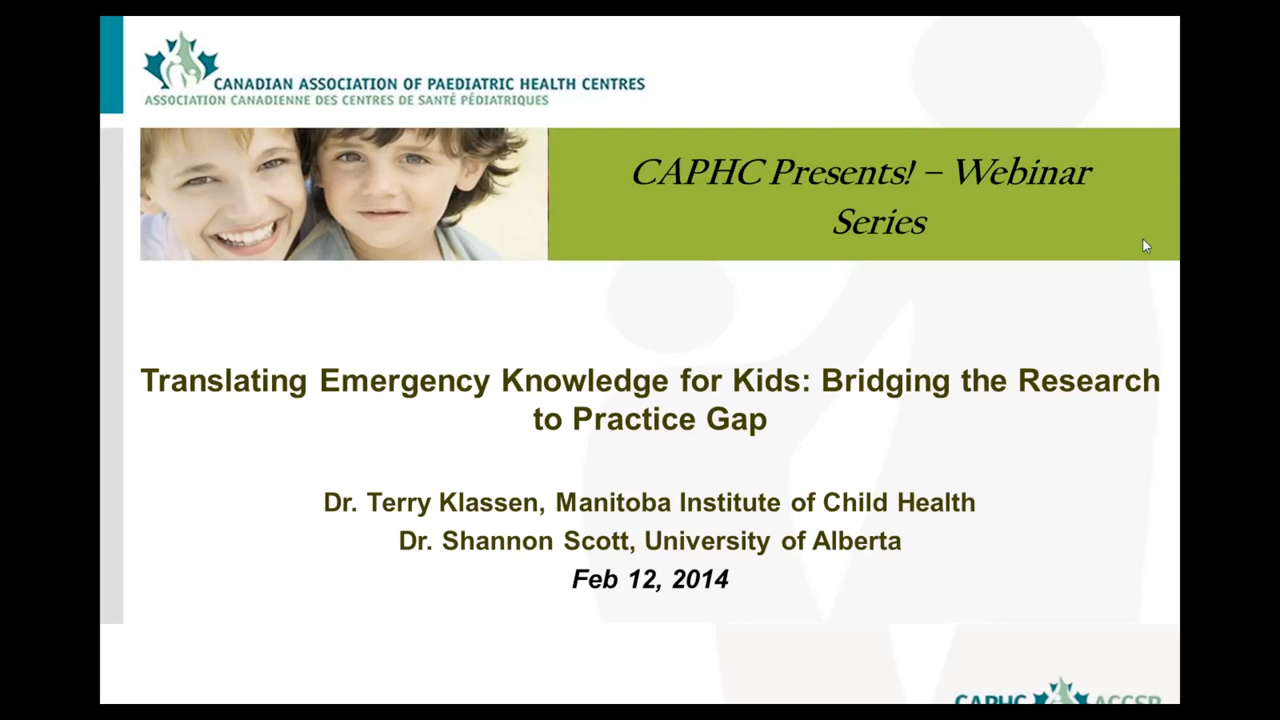 CANADIAN ASSOCIATION OF PAEDIATRIC HEALTH CENTRES
ASSOCIATION CANADIENNE DES CENTRES DE SANTÉ PÉDIATRIQUES
CAPHC Presents! – Webinar
Series
Translating Emergency Knowledge for Kids: Bridging the Research
to Practice Gap
Dr. Terry Klassen, Manitoba Institute of Child Health
Dr. Shannon Scott, University of Alberta
Feb 12, 2014
CAPHC ACCSP